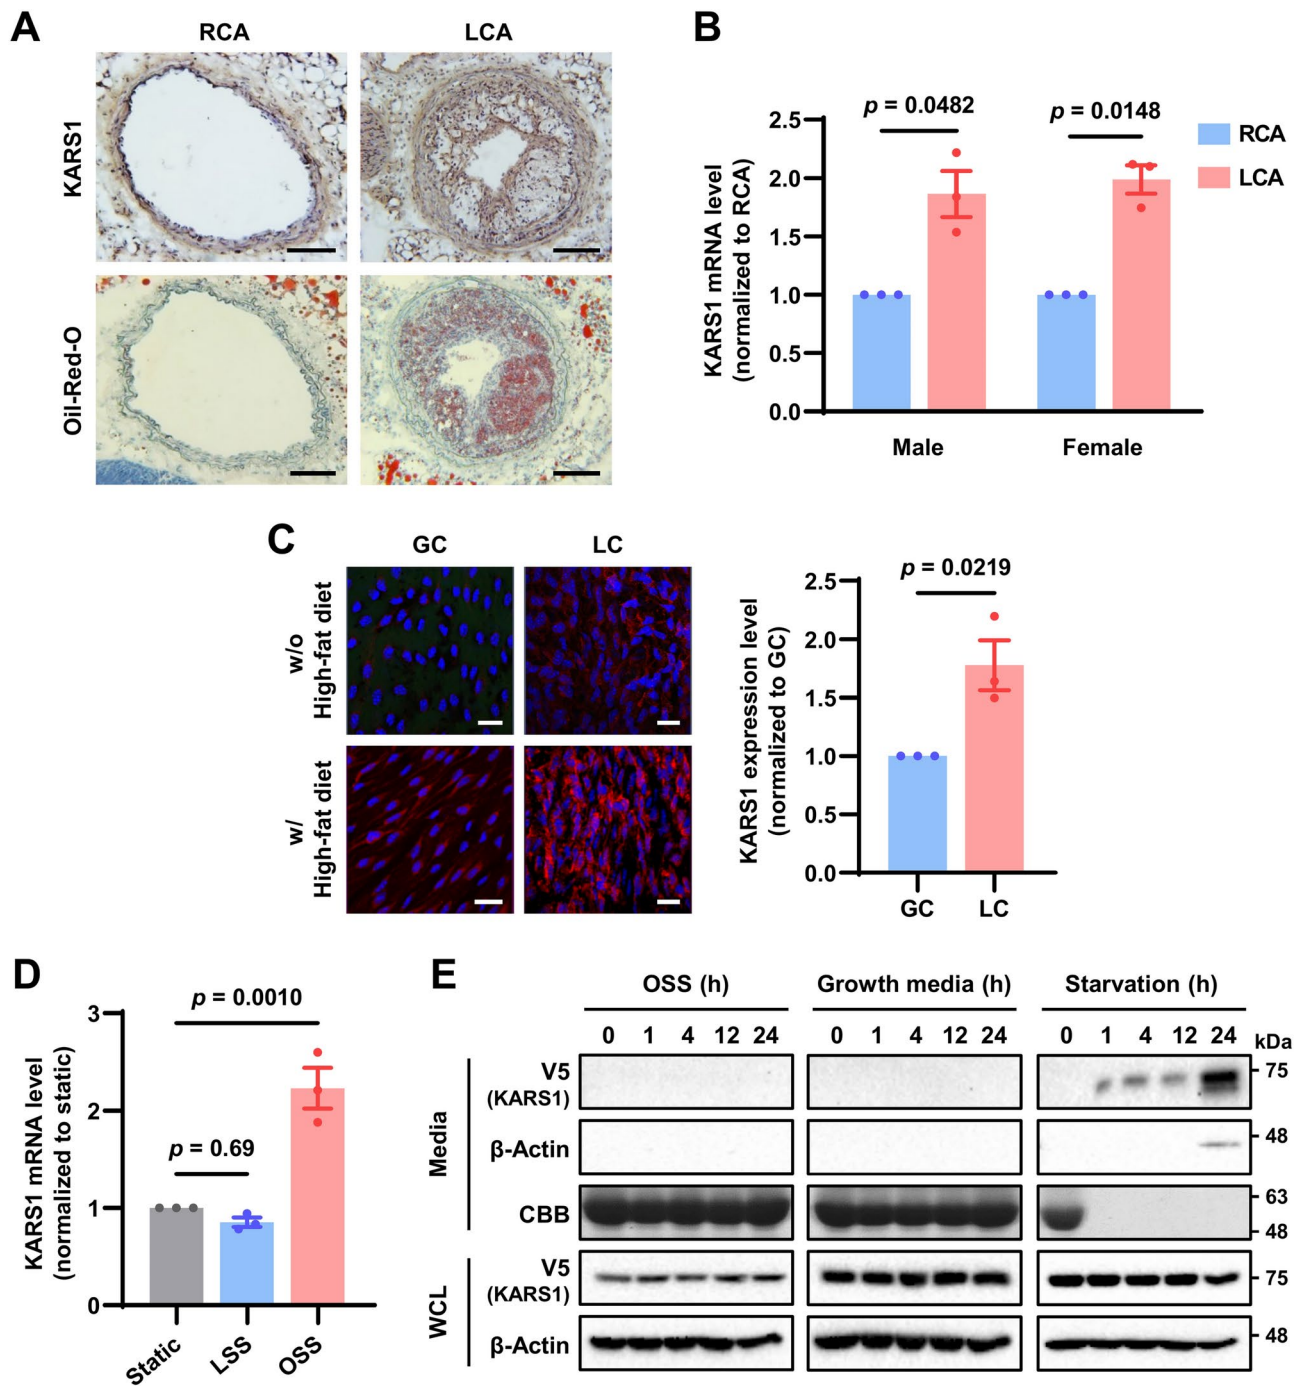 A
RCA
LCA
KARS1
Oil-Red-O
B
KARS1 mRNA level
(normalized to RCA)
2.5
2.0
1.5
1.0
0.5
0.0
p = 0.0482
p = 0.0148
Male
Female
RCA
LCA
C
GC
LC
w/o
High-fat diet
w/
High-fat diet
KARS1 expression level
(normalized to GC)
2.5
2.0
1.5
1.0
0.5
0.0
p = 0.0219
GC
LC
D
KARS1 mRNA level
(normalized to static)
3
2
1
0
p = 0.0010
p = 0.69
Static
LSS
OSS
E
OSS (h)
Growth media (h)
Starvation (h)
0 1 4 12 24
0 1 4 12 24
0 1 4 12 24
kDa
Media
V5
(KARS1)
75
β-Actin
48
CBB
63
48
WCL
V5
(KARS1)
75
β-Actin
48